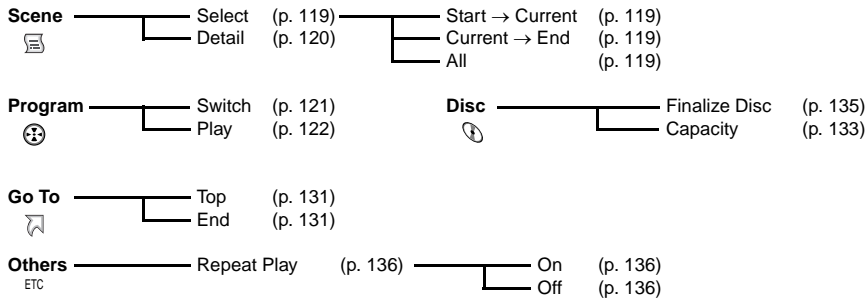 Scene Select (p. 119) Start → Current (p. 119)
Detail (p. 120) Current → End (p. 119)
All (p. 119)
Program Switch (p. 121) Disc Finalize Disc (p. 135)
Play (p. 122) Capacity (p. 133)
Go To Top (p. 131)
End (p. 131)
Others Repeat Play (p. 136) On (p. 136)
ETC Off (p. 136)